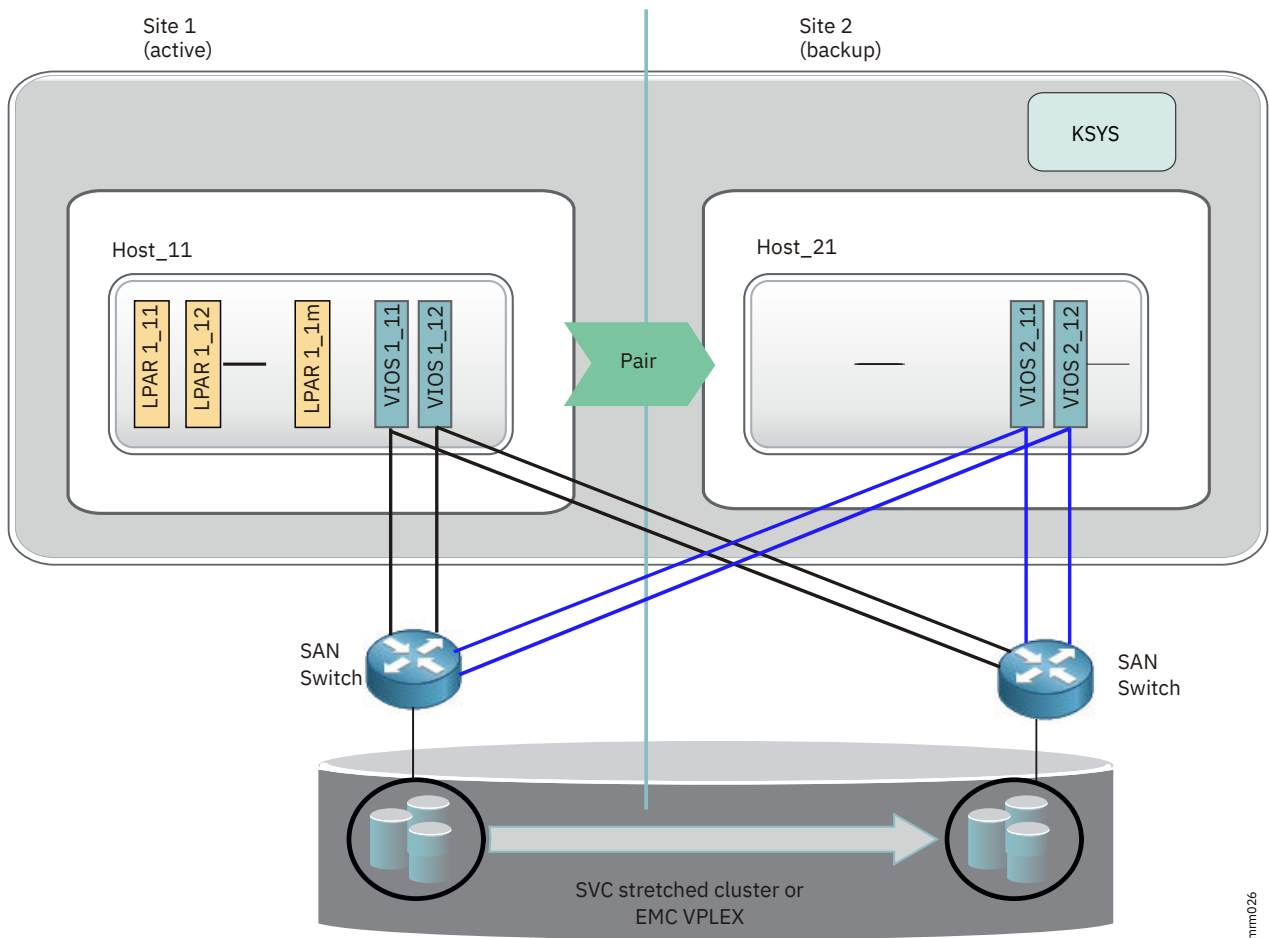 Site 1
(active)
Site 2
(backup)
KSYS
Host_11
Host_21
LPAR 1_11
LPAR 1_12
LPAR 1_1m
VIOS 1_11
VIOS 1_12
Pair
VIOS 2_11
VIOS 2_12
SAN
Switch
SAN
Switch
SVC stretched cluster or
EMC VPLEX